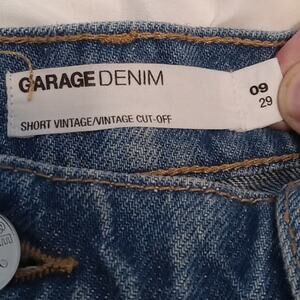 GARAGE DENIM
SHORT VINTAGE/VINTAGE CUT-OFF
09
29